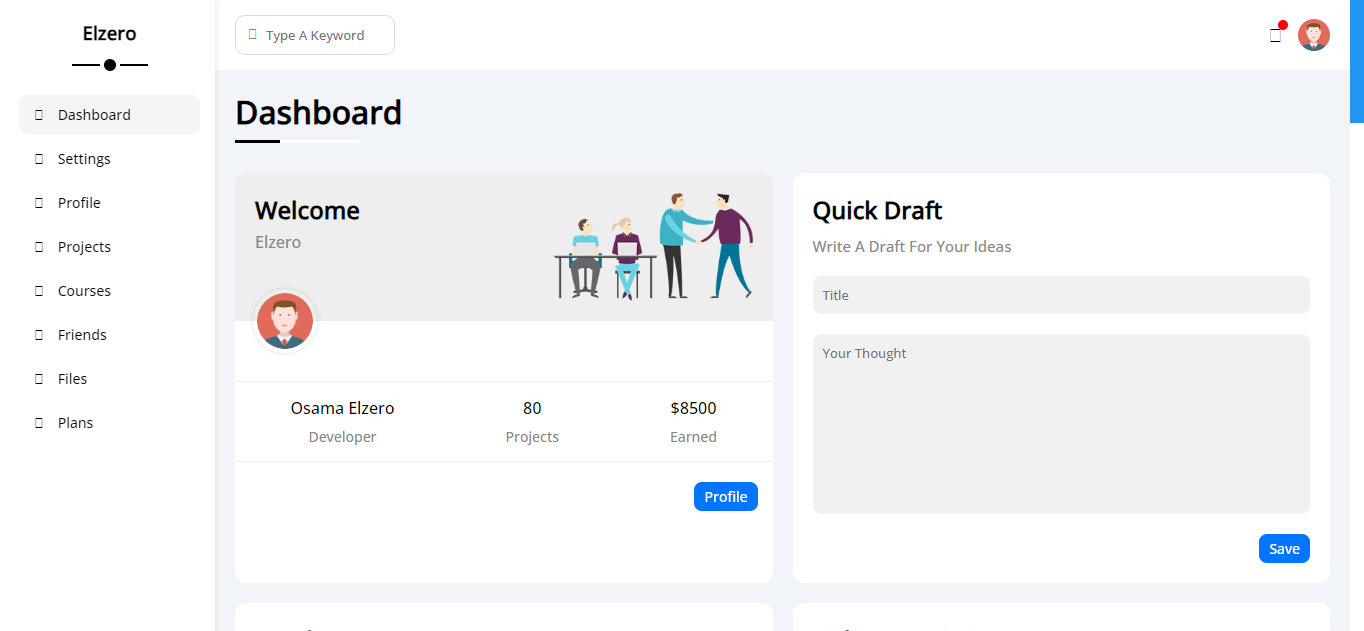 Elzero
Type A Keyword
Dashboard
Settings
Profile
Projects
Courses
Friends
Files
Plans
Dashboard
Welcome
Elzero
Osama Elzero
Developer
80
Projects
$8500
Earned
Profile
Quick Draft
Write A Draft For Your Ideas
Title
Your Thought
Save